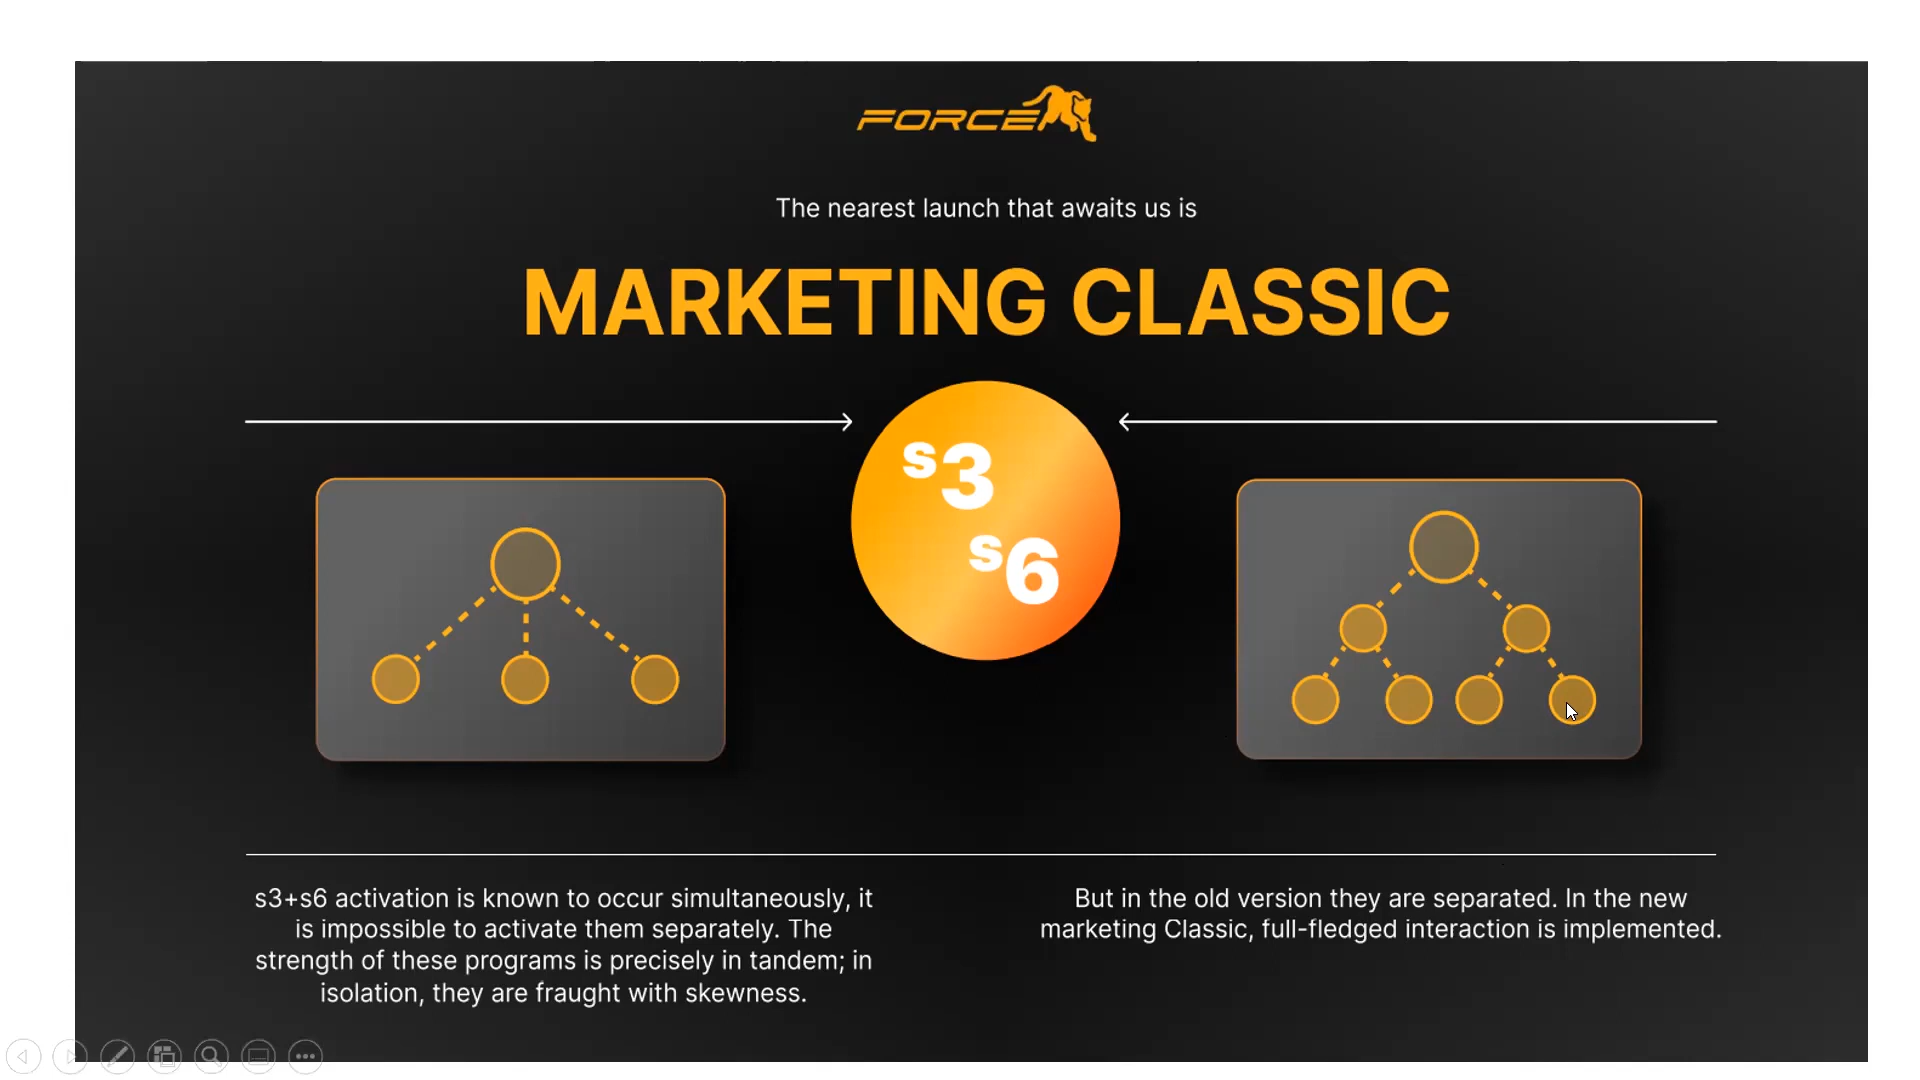 FORCE
The nearest launch that awaits us is
MARKETING CLASSIC
s3
s6
s3+s6 activation is known to occur simultaneously, it
is impossible to activate them separately. The
strength of these programs is precisely in tandem; in
isolation, they are fraught with skewness.
But in the old version they are separated. In the new
marketing Classic, full-fledged interaction is implemented.